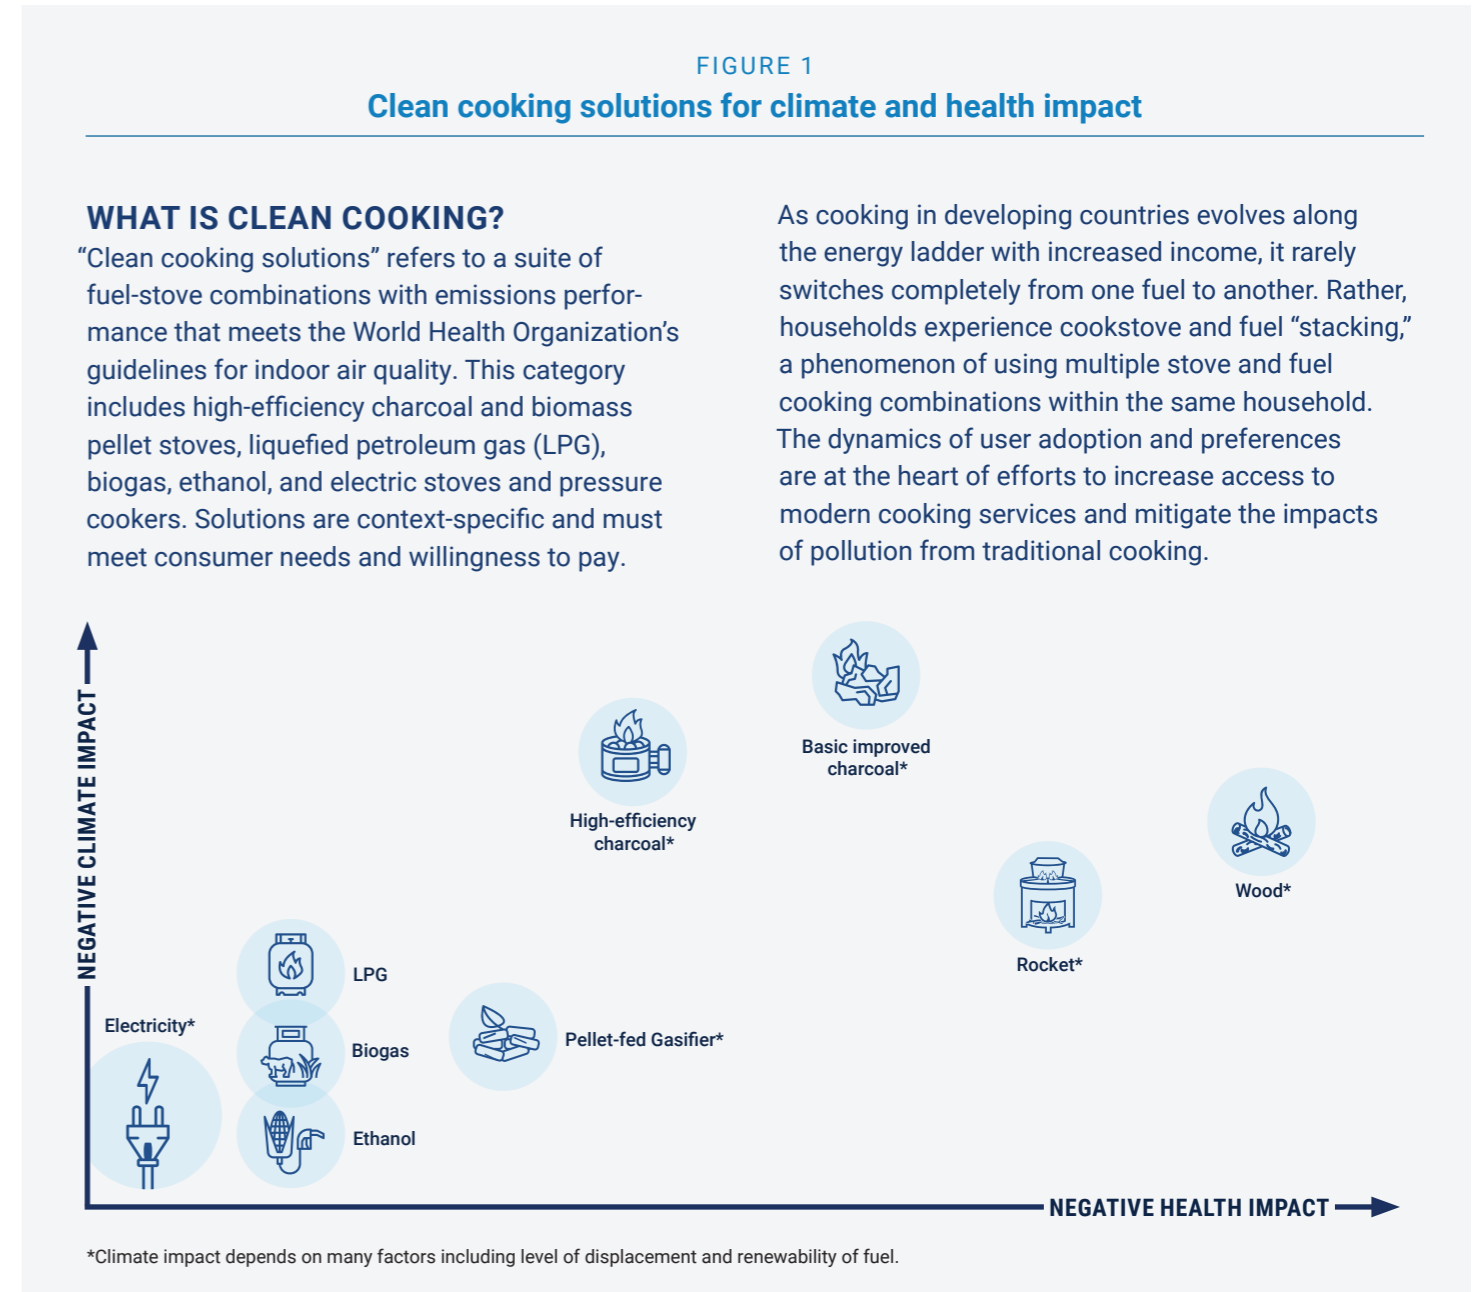 FIGURE 1
Clean cooking solutions for climate and health impact
WHAT IS CLEAN COOKING?
“Clean cooking solutions” refers to a suite of
fuel-stove combinations with emissions perfor-
mance that meets the World Health Organization’s
guidelines for indoor air quality. This category
includes high-efficiency charcoal and biomass
pellet stoves, liquefied petroleum gas (LPG),
biogas, ethanol, and electric stoves and pressure
cookers. Solutions are context-specific and must
meet consumer needs and willingness to pay.
As cooking in developing countries evolves along
the energy ladder with increased income, it rarely
switches completely from one fuel to another. Rather,
households experience cookstove and fuel “stacking,”
a phenomenon of using multiple stove and fuel
cooking combinations within the same household.
The dynamics of user adoption and preferences
are at the heart of efforts to increase access to
modern cooking services and mitigate the impacts
of pollution from traditional cooking.
NEGATIVE CLIMATE IMPACT
Basic improved
charcoal*
High-efficiency
charcoal*
Wood*
Rocket*
LPG
Electricity*
Pellet-fed Gasifier*
Biogas
Ethanol
NEGATIVE HEALTH IMPACT
*Climate impact depends on many factors including level of displacement and renewability of fuel.